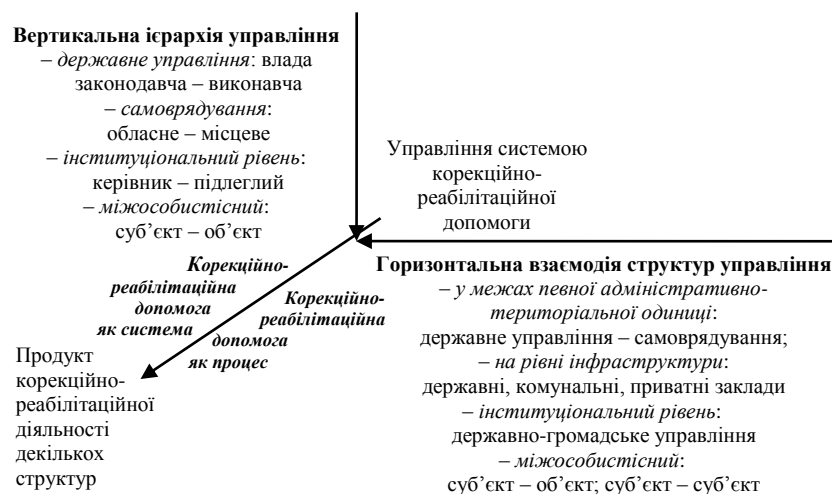 Вертикальна ієрархія управління
– державне управління: влада
законодавча – виконавча
– самоврядування:
обласне – місцеве
– інституціональний рівень:
керівник – підлеглий
– міжособистісний:
суб’єкт – об’єкт
Управління системою
корекційно-
реабілітаційної
допомоги
Корекційно-
реабілітаційна
допомога
як система
Корекційно-
реабілітаційна
допомога
як процес
Продукт
корекційно-
реабілітаційної
діяльності
декількох
структур
Горизонтальна взаємодія структур управління
– у межах певної адміністративно-
територіальної одиниці:
державне управління – самоврядування;
– на рівні інфраструктури:
державні, комунальні, приватні заклади
– інституціональний рівень:
державно-громадське управління
– міжособистісний:
суб’єкт – об’єкт; суб’єкт – суб’єкт